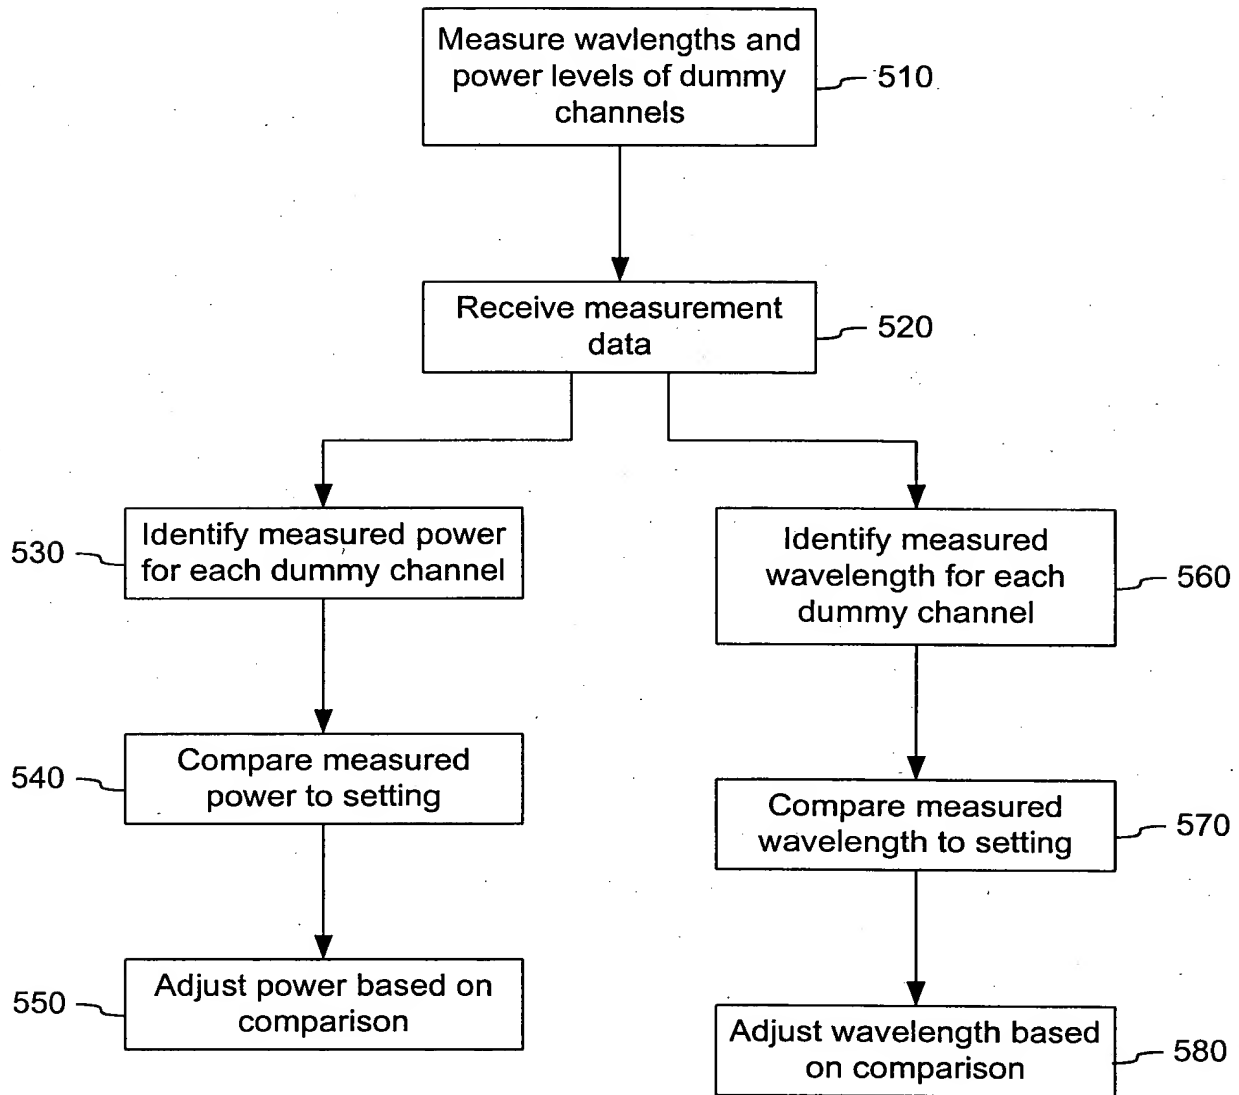 Measure wavlengths and
power levels of dummy
channels
510
Receive measurement
data
520
530
Identify measured power
for each dummy channel
Identify measured
wavelength for each
dummy channel
560
540
Compare measured
power to setting
Compare measured
wavelength to setting
570
550
Adjust power based on
comparison
Adjust wavelength based
on comparison
580